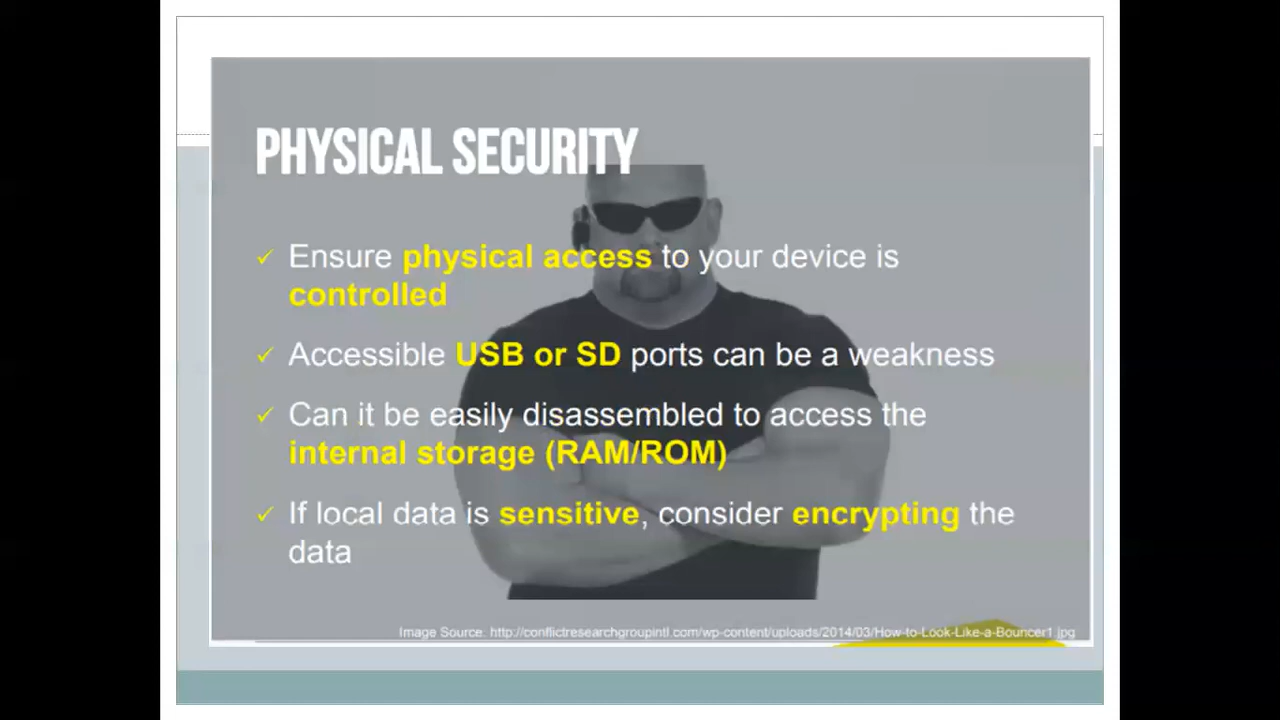 PHYSICAL SECURITY
✓ Ensure physical access to your device is
controlled
✓ Accessible USB or SD ports can be a weakness
✓ Can it be easily disassembled to access the
internal storage (RAM/ROM)
✓ If local data is sensitive, consider encrypting the
data
Image Source: http://conflictresearchgroupintl.com/wp-content/uploads/2014/03/How-to-Look-Like-a-Bouncer1.jpg